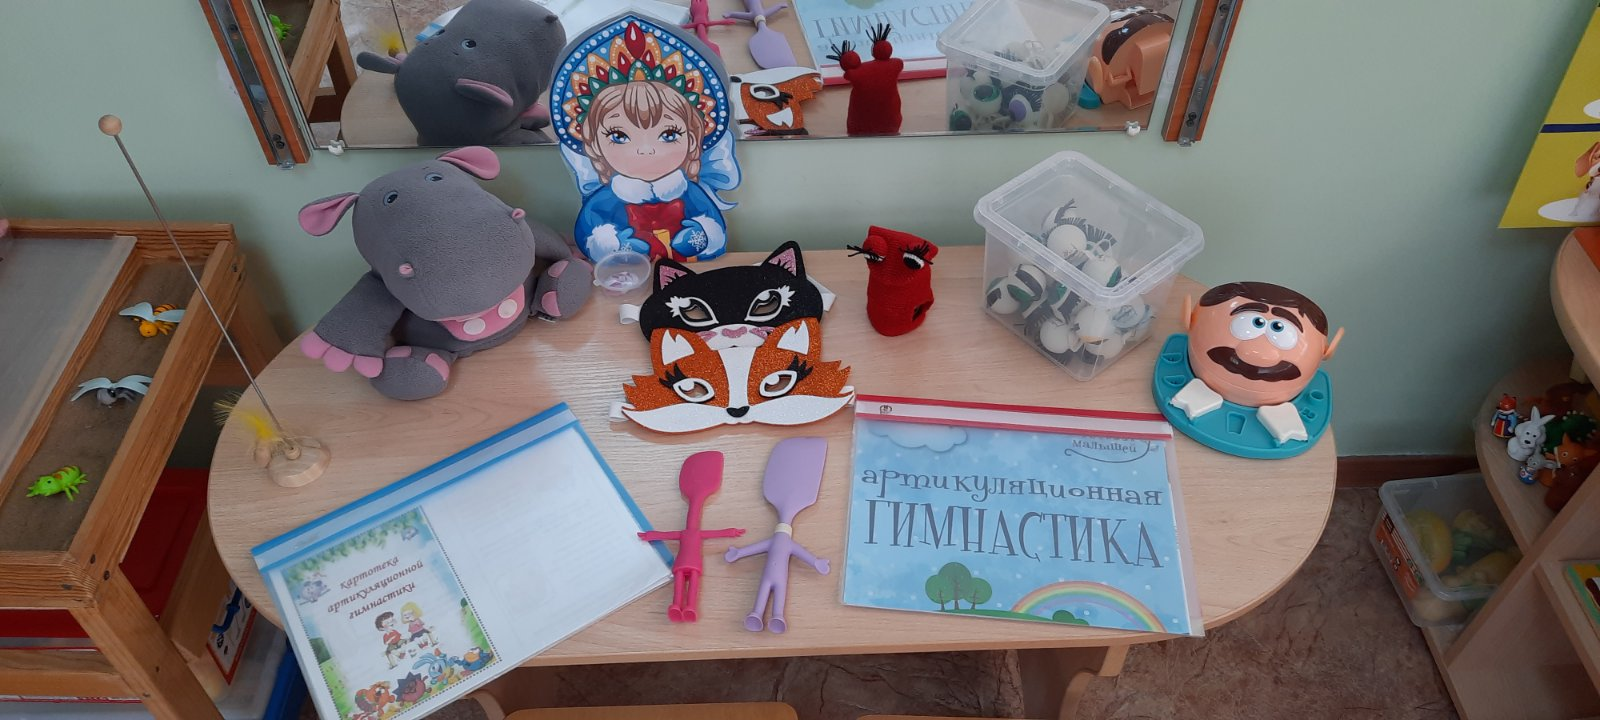 картотека
артикуляционной
гимнастики
малышей
артикуляционная
ГИМНАСТИКА